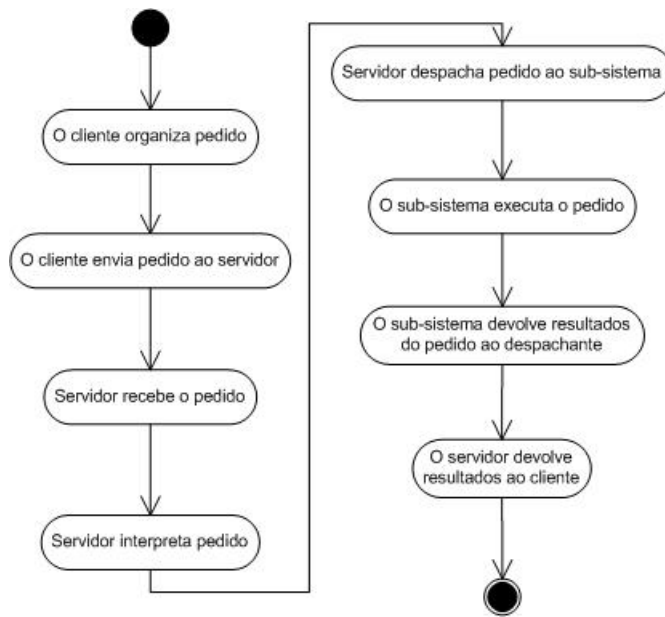 O cliente organiza pedido
O cliente envia pedido ao servidor
Servidor recebe o pedido
Servidor interpreta pedido
Servidor despacha pedido ao sub-sistema
O sub-sistema executa o pedido
O sub-sistema devolve resultados
do pedido ao despachante
O servidor devolve
resultados ao cliente